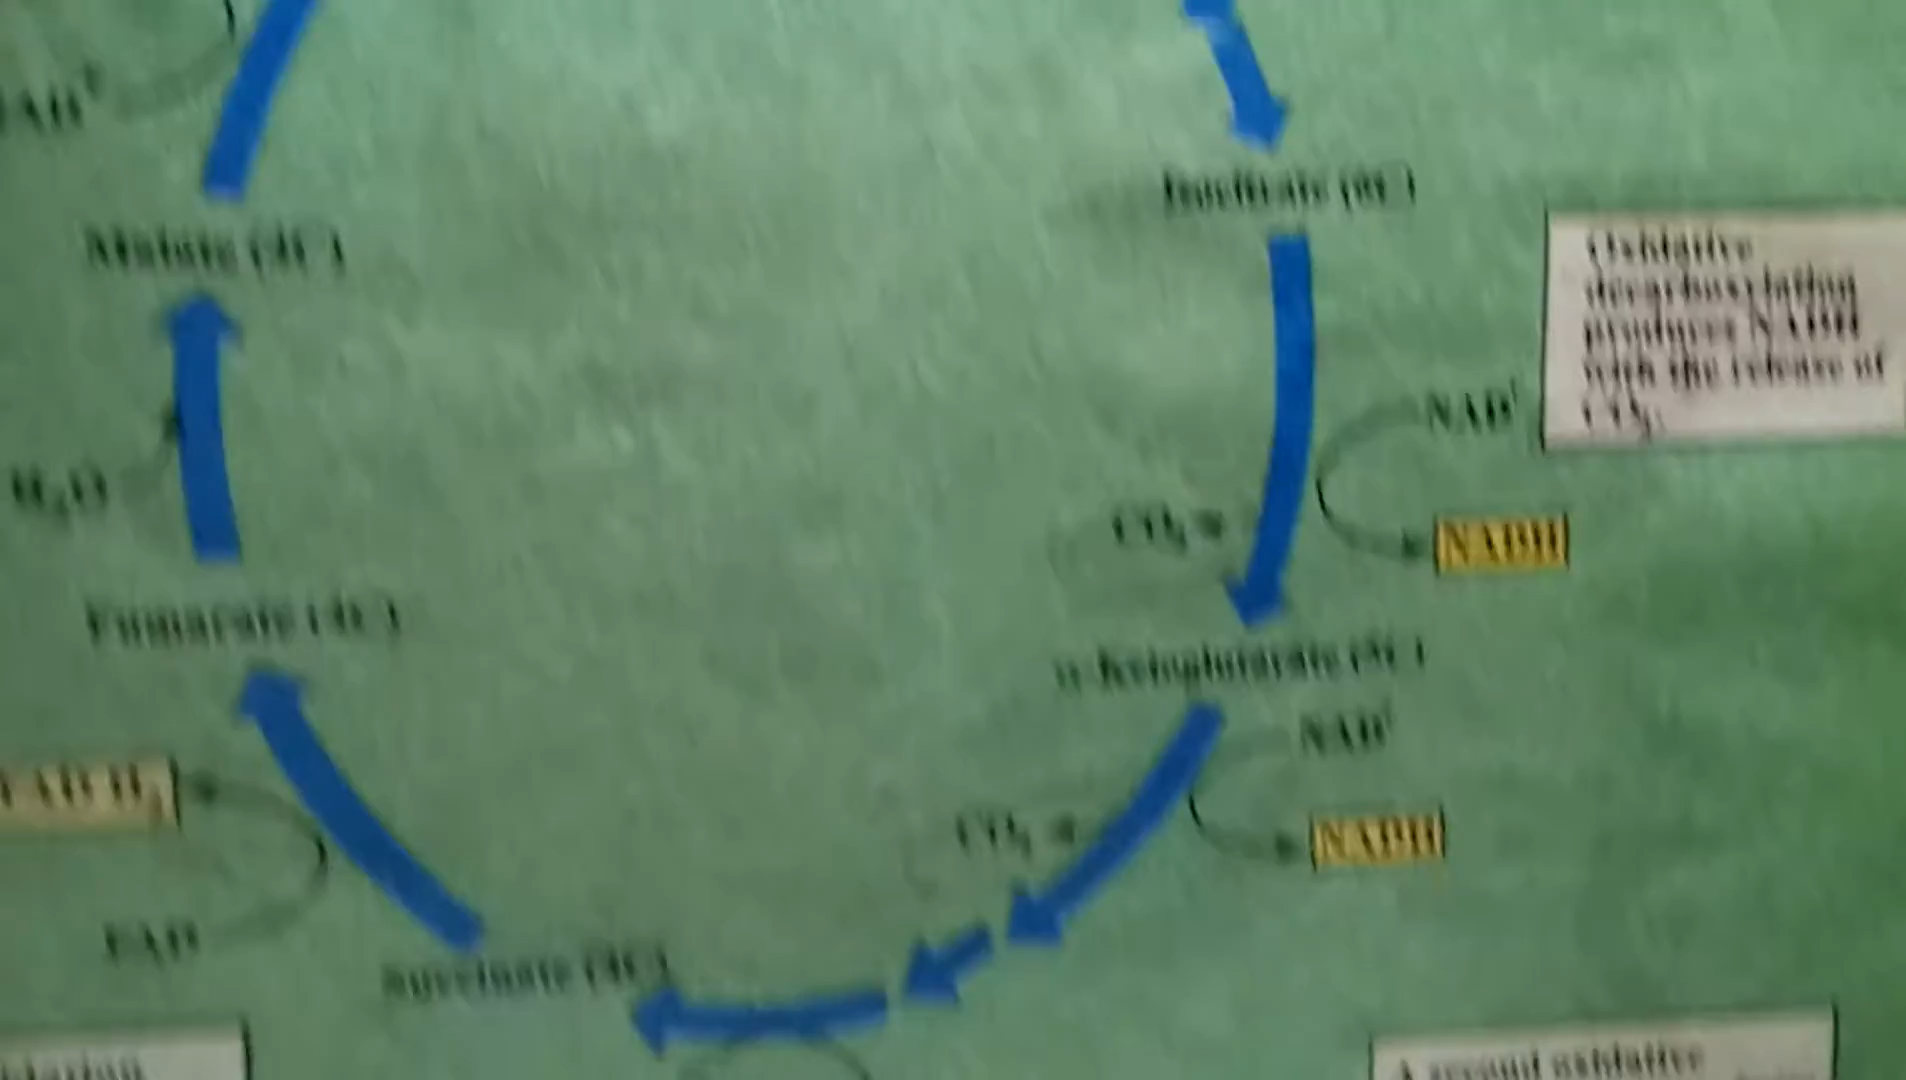 Isocitrate (6C)
Malate (4C)
Oxidative
decarboxylation
produces NADH
with the release of
CO₂.
NAD⁺
H₂O
CO₂
NADH
Fumarate (4C)
α-Ketoglutarate (5C)
NAD⁺
CO₂
NADH
FAD
Succinate (4C)
A second oxidative